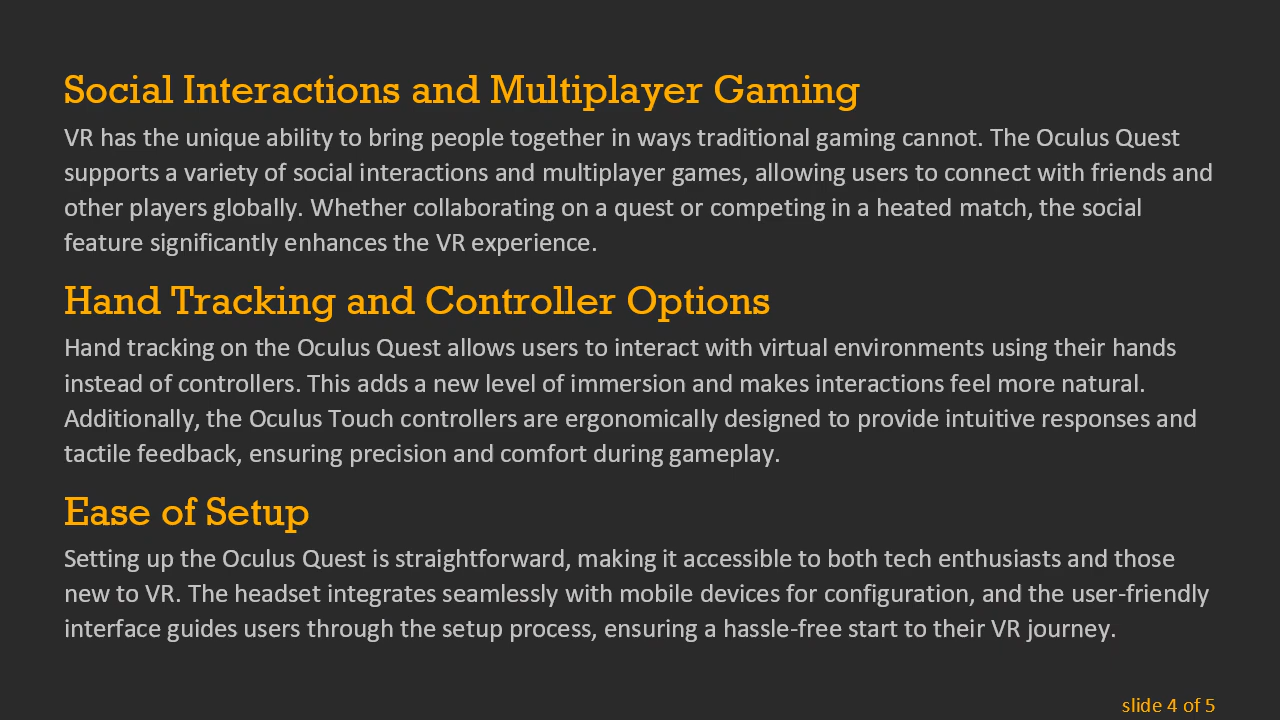 Social Interactions and Multiplayer Gaming
VR has the unique ability to bring people together in ways traditional gaming cannot. The Oculus Quest
supports a variety of social interactions and multiplayer games, allowing users to connect with friends and
other players globally. Whether collaborating on a quest or competing in a heated match, the social
feature significantly enhances the VR experience.
Hand Tracking and Controller Options
Hand tracking on the Oculus Quest allows users to interact with virtual environments using their hands
instead of controllers. This adds a new level of immersion and makes interactions feel more natural.
Additionally, the Oculus Touch controllers are ergonomically designed to provide intuitive responses and
tactile feedback, ensuring precision and comfort during gameplay.
Ease of Setup
Setting up the Oculus Quest is straightforward, making it accessible to both tech enthusiasts and those
new to VR. The headset integrates seamlessly with mobile devices for configuration, and the user-friendly
interface guides users through the setup process, ensuring a hassle-free start to their VR journey.
slide 4 of 5